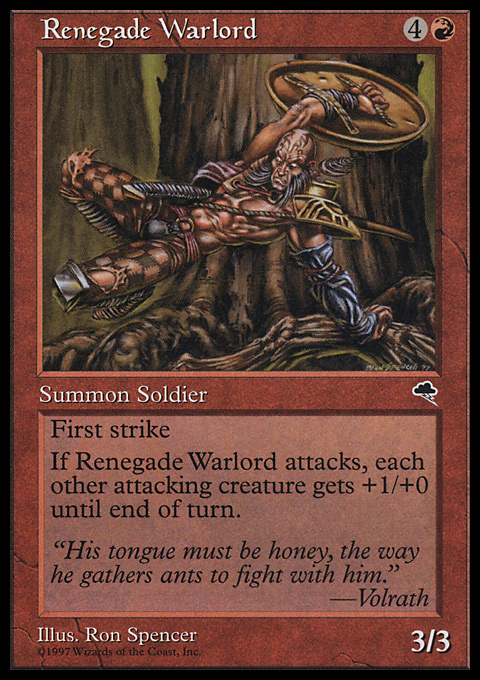 Renegade Warlord 4
Summon Soldier
First strike
If Renegade Warlord attacks, each
other attacking creature gets +1/+0
until end of turn.
“His tongue must be honey, the way
he gathers ants to fight with him.”
—Volrath
Illus. Ron Spencer
©1997 Wizards of the Coast, Inc.
3/3